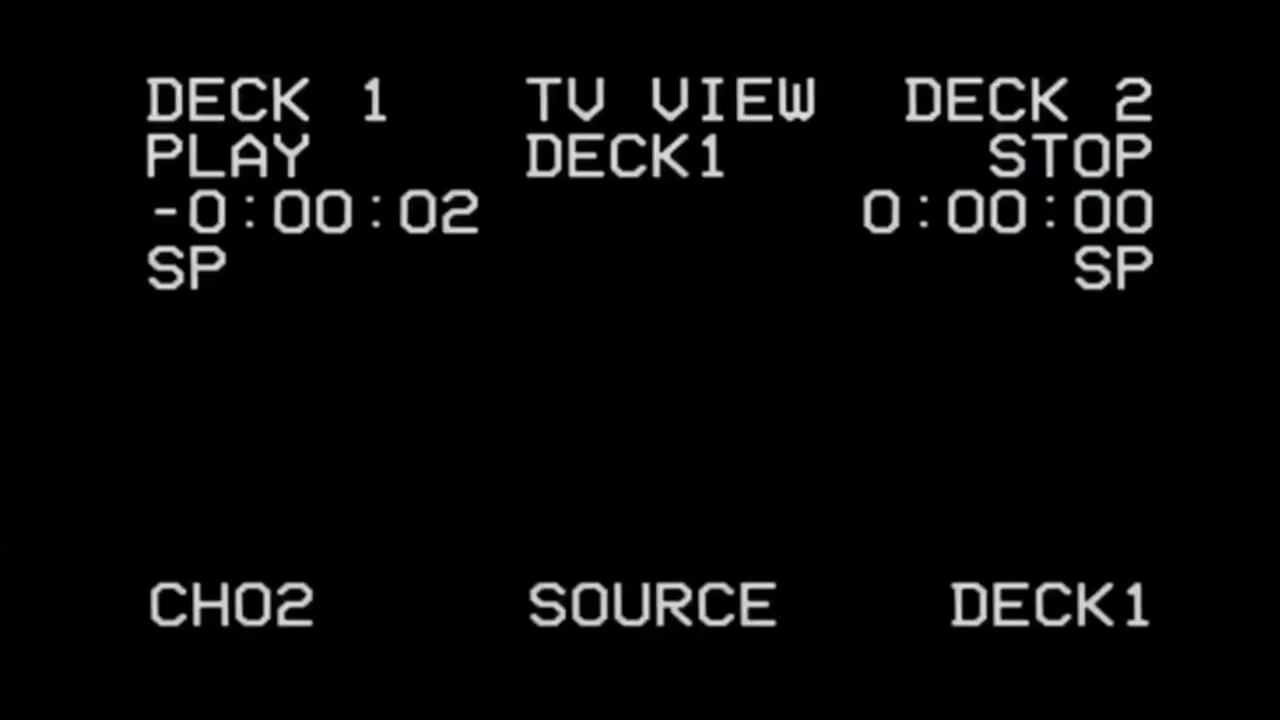 DECK 1 TV VIEW DECK 2
PLAY DECK1 STOP
-0:00:02 0:00:00
SP SP
CH02 SOURCE DECK1